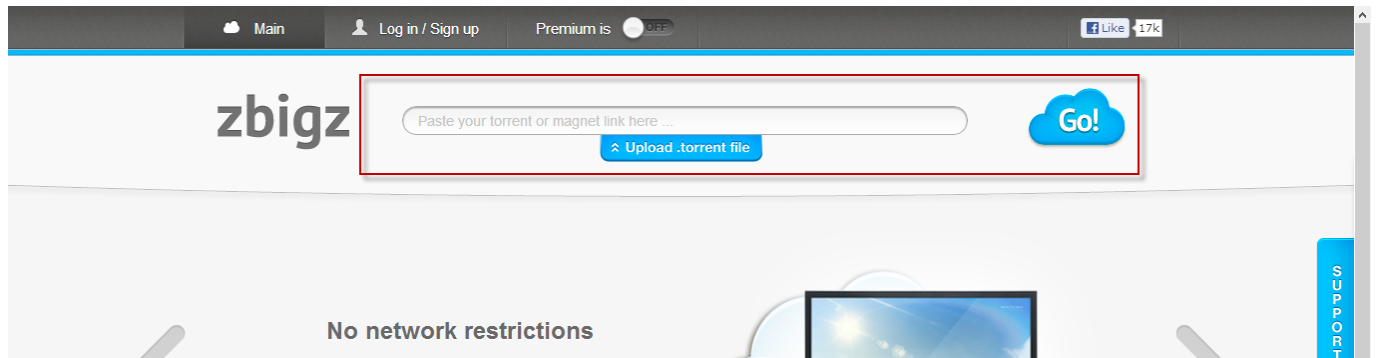 Main
Log in / Sign up
Premium is
OFF
Like
17k
zbigz
Paste your torrent or magnet link here ...
Go!
Upload .torrent file
No network restrictions
SUPPORT